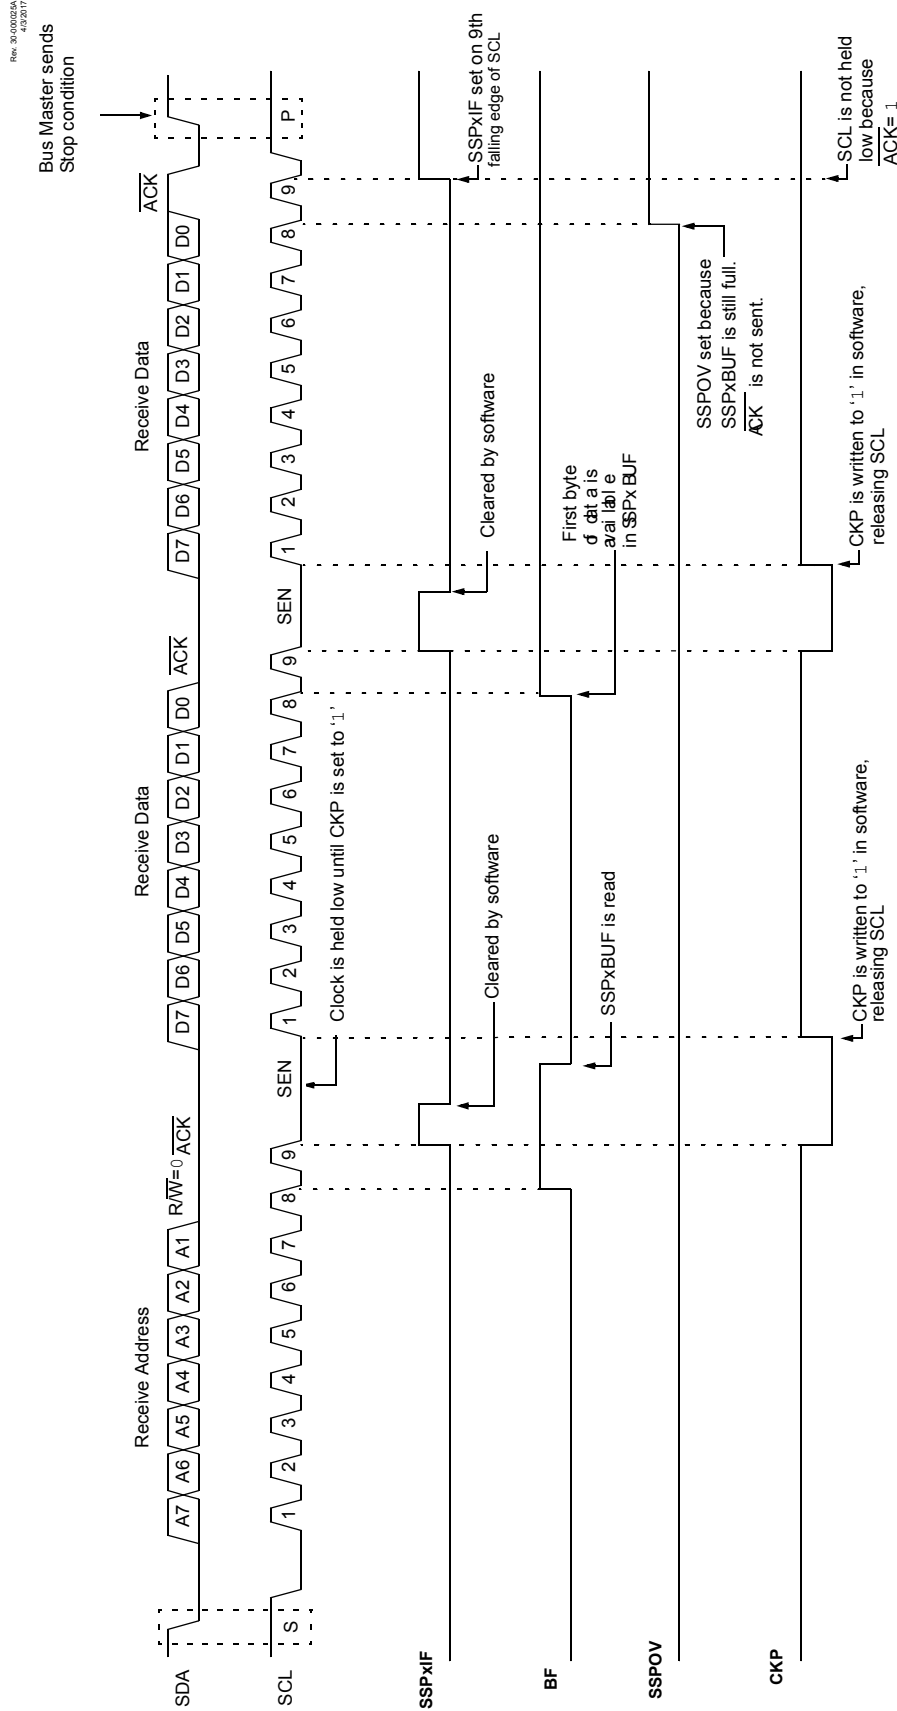 Rev. 30-000025A
4/3/2017
Bus Master sends
Stop condition
Receive Address
Receive Data
Receive Data
ACK
SDA
A7 A6 A5 A4 A3 A2 A1 R/W=0 ACK D7 D6 D5 D4 D3 D2 D1 D0 ACK D7 D6 D5 D4 D3 D2 D1 D0
SCL
S 1 2 3 4 5 6 7 8 9 SEN 1 2 3 4 5 6 7 8 9 SEN 1 2 3 4 5 6 7 8 9 P
Clock is held low until CKP is set to ‘1’
SSPxIF
Cleared by software
Cleared by software
SSPxIF set on 9th
falling edge of SCL
BF
SSPxBUF is read
First byte
of data is
available
in SSPxBUF
SSPOV
SSPOV set because
SSPxBUF is still full.
ACK is not sent.
CKP
CKP is written to ‘1’ in software,
releasing SCL
CKP is written to ‘1’ in software,
releasing SCL
SCL is not held
low because
ACK= 1